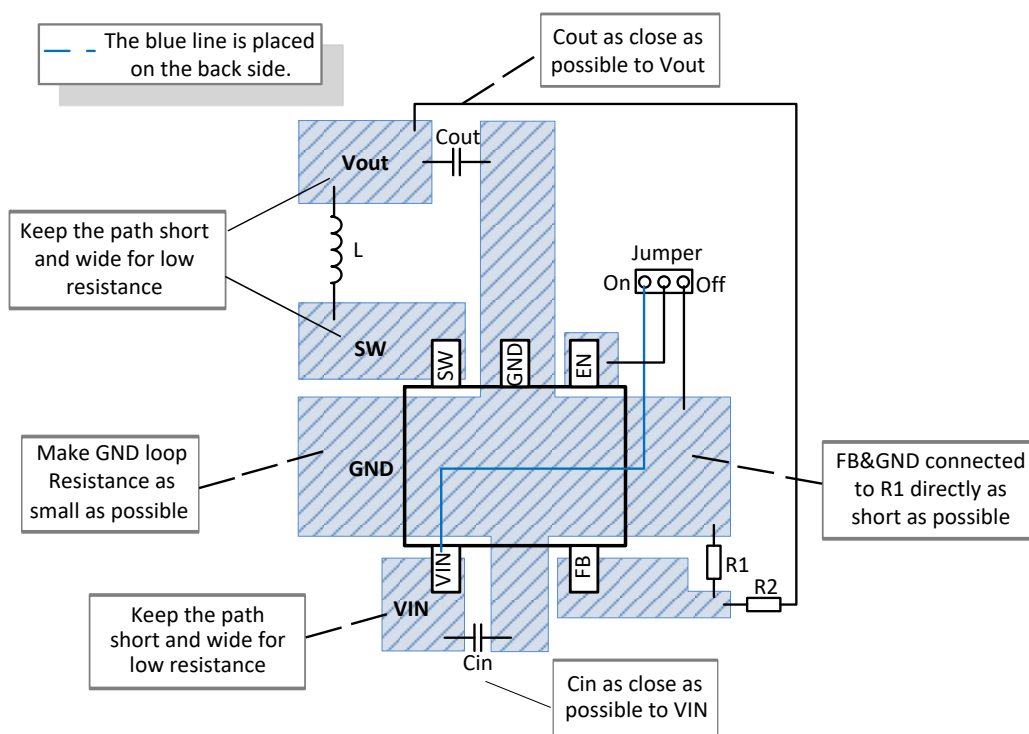 The blue line is placed
on the back side.
Cout as close as
possible to Vout
Cout
Vout
Keep the path short
and wide for low
resistance
L
Jumper
On
Off
SW
SW
GND
EN
Make GND loop
Resistance as
small as possible
GND
FB&GND connected
to R1 directly as
short as possible
VIN
FB
R1
R2
VIN
Keep the path
short and wide for
low resistance
Cin
Cin as close as
possible to VIN